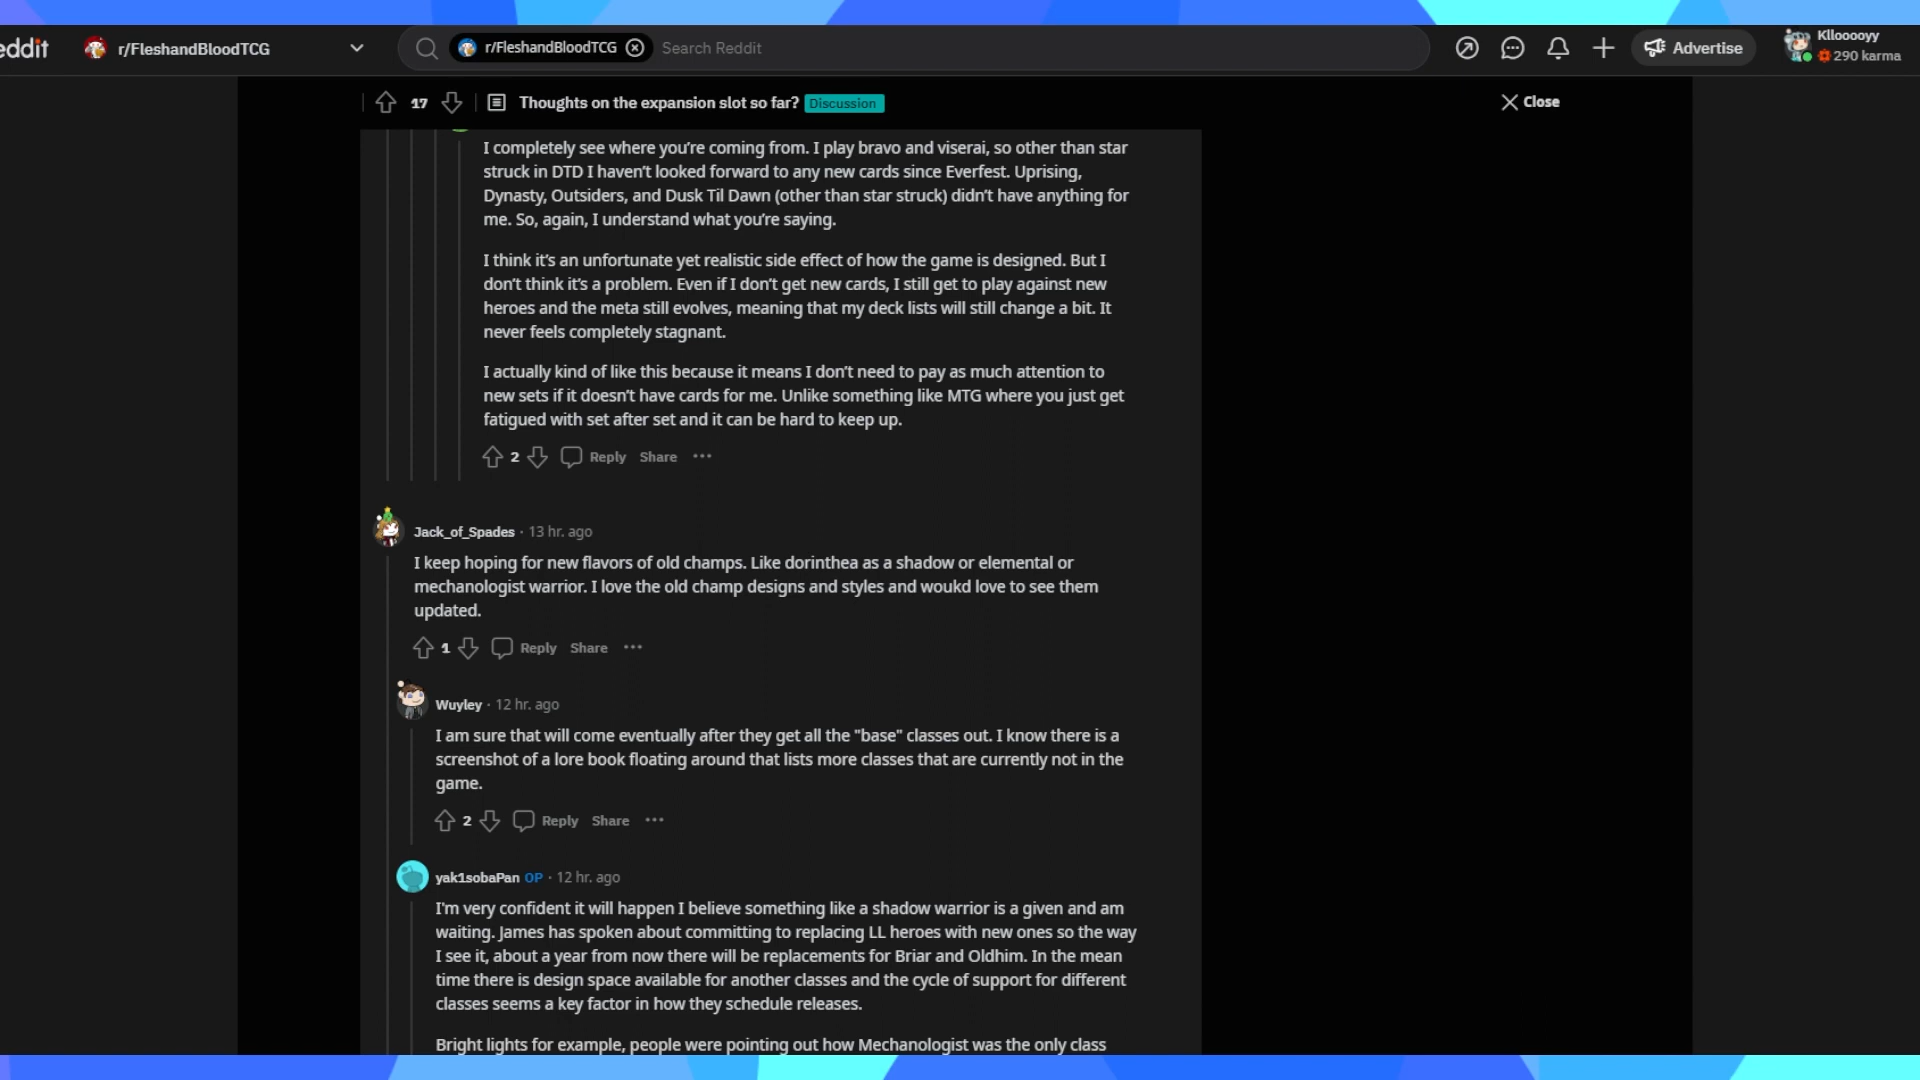 eddit
r/FleshandBloodTCG
r/FleshandBloodTCG
Search Reddit
Advertise
Kllooooyy
290 karma
17
Thoughts on the expansion slot so far?
Discussion
Close
I completely see where you’re coming from. I play bravo and viserai, so other than star
struck in DTD I haven’t looked forward to any new cards since Everfest. Uprising,
Dynasty, Outsiders, and Dusk Til Dawn (other than star struck) didn’t have anything for
me. So, again, I understand what you’re saying.
I think it’s an unfortunate yet realistic side effect of how the game is designed. But I
don’t think it’s a problem. Even if I don’t get new cards, I still get to play against new
heroes and the meta still evolves, meaning that my deck lists will still change a bit. It
never feels completely stagnant.
I actually kind of like this because it means I don’t need to pay as much attention to
new sets if it doesn’t have cards for me. Unlike something like MTG where you just get
fatigued with set after set and it can be hard to keep up.
2 Reply Share
Jack_of_Spades · 13 hr. ago
I keep hoping for new flavors of old champs. Like dorinthea as a shadow or elemental or
mechanologist warrior. I love the old champ designs and styles and woukd love to see them
updated.
1 Reply Share
Wuyley · 12 hr. ago
I am sure that will come eventually after they get all the "base" classes out. I know there is a
screenshot of a lore book floating around that lists more classes that are currently not in the
game.
2 Reply Share
yak1sobaPan OP · 12 hr. ago
I'm very confident it will happen I believe something like a shadow warrior is a given and am
waiting. James has spoken about committing to replacing LL heroes with new ones so the way
I see it, about a year from now there will be replacements for Briar and Oldhim. In the mean
time there is design space available for another classes and the cycle of support for different
classes seems a key factor in how they schedule releases.
Bright lights for example, people were pointing out how Mechanologist was the only class